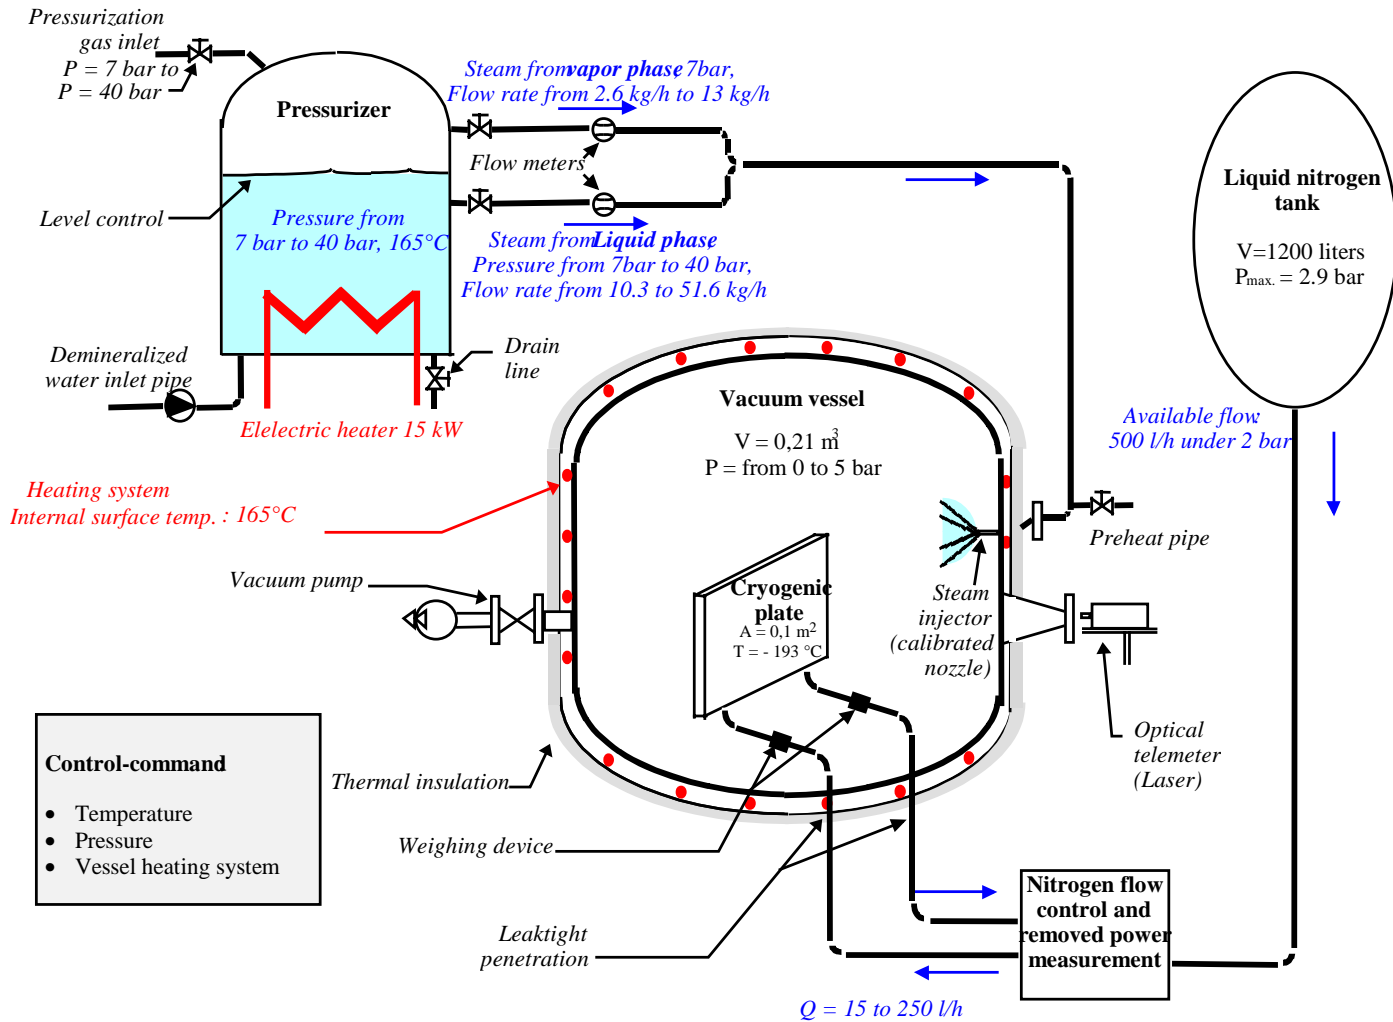 Pressurization
gas inlet
P = 7 bar to
P = 40 bar
Pressurizer
Steam from vapor phase, 7bar,
Flow rate from 2.6 kg/h to 13 kg/h
Flow meters
Level control
Pressure from
7 bar to 40 bar, 165°C
Steam from Liquid phase,
Pressure from 7bar to 40 bar,
Flow rate from 10.3 to 51.6 kg/h
Liquid nitrogen
tank
V=1200 liters
Pmax. = 2.9 bar
Demineralized
water inlet pipe
Drain
line
Elelectric heater 15 kW
Vacuum vessel
V = 0,21 m3
P = from 0 to 5 bar
Available flow:
500 l/h under 2 bar
Heating system
Internal surface temp. : 165°C
Preheat pipe
Vacuum pump
Cryogenic
plate
A = 0,1 m2
T = - 193 °C
Steam
injector
(calibrated
nozzle)
Optical
telemeter
(Laser)
Control-command
• Temperature
• Pressure
• Vessel heating system
Thermal insulation
Weighing device
Leaktight
penetration
Nitrogen flow
control and
removed power
measurement
Q = 15 to 250 l/h